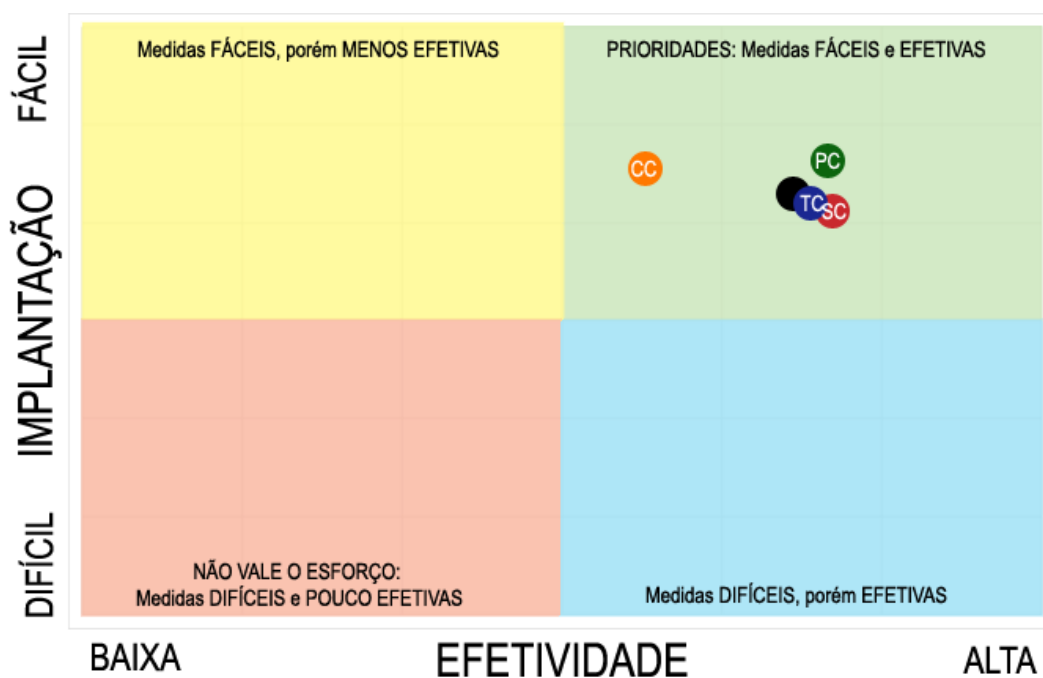 FÁCIL
IMPLANTAÇÃO
DIFÍCIL
Medidas FÁCEIS, porém MENOS EFETIVAS
PRIORIDADES: Medidas FÁCEIS e EFETIVAS
CC
PC
TC
SC
NÃO VALE O ESFORÇO:
Medidas DIFÍCEIS e POUCO EFETIVAS
Medidas DIFÍCEIS, porém EFETIVAS
BAIXA
EFETIVIDADE
ALTA